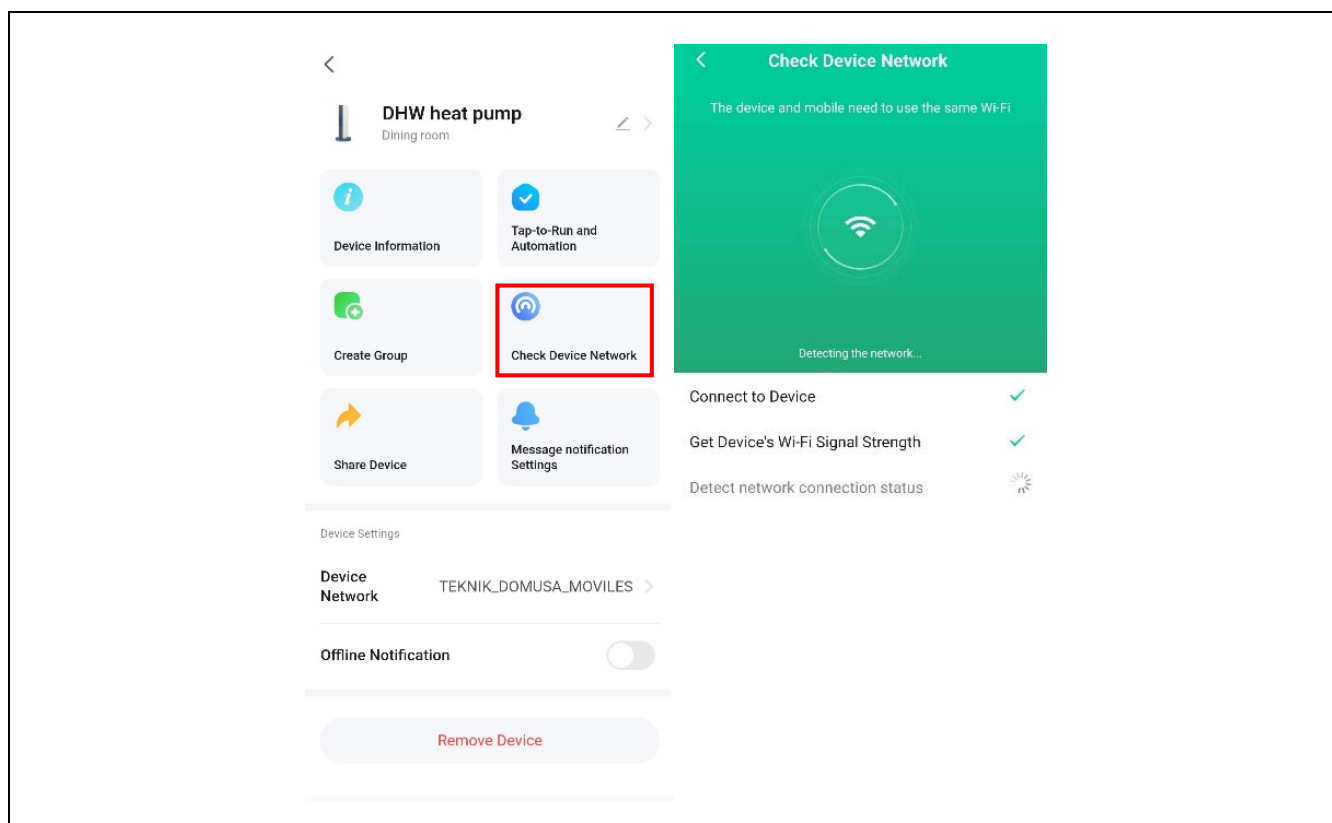 DHW heat pump
Dining room
Device Information
Tap-to-Run and
Automation
Create Group
Check Device Network
Share Device
Message notification
Settings
Device Settings
Device
Network
TEKNIK_DOMUSA_MOVILES
Offline Notification
Remove Device
Check Device Network
The device and mobile need to use the same Wi-Fi
Detecting the network...
Connect to Device
Get Device's Wi-Fi Signal Strength
Detect network connection status